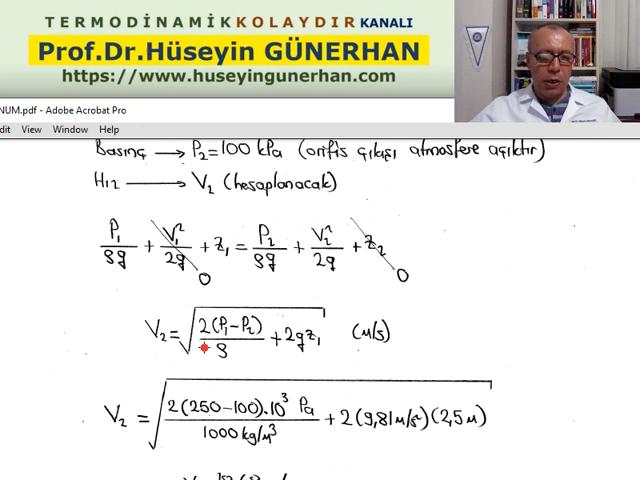 TERMODİNAMİKKOLAYDIR KANALI
Prof.Dr.Hüseyin GÜNERHAN
https://www.huseyingunerhan.com
NUM.pdf - Adobe Acrobat Pro
dit View Window Help
Basınç → P₂=100 kPa (orifis çıkışı atmosfere açıktır)
Hız → V₂ (hesaplanacak)
P₁/ρg + V₁²/2g + z₁ = P₂/ρg + V₂²/2g + z₂
0 0
V₂ = √(2(P₁-P₂)/ρ + 2gz₁) (m/s)
V₂ = √(2(250-100).10³ Pa/1000 kg/m³ + 2(9,81 m/s²)(2,5m))